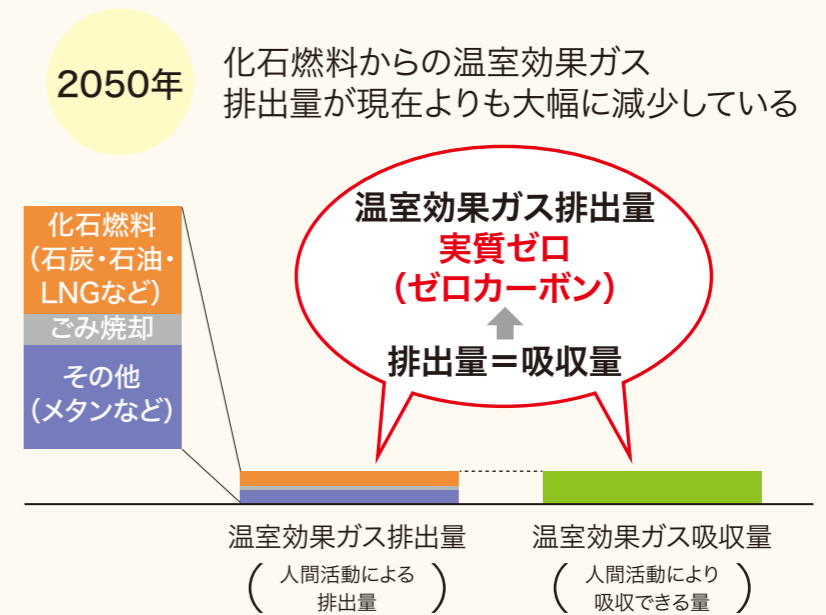 2050年
化石燃料からの温室効果ガス
排出量が現在よりも大幅に減少している
温室効果ガス排出量
実質ゼロ
(ゼロカーボン)
排出量=吸収量
化石燃料
(石炭・石油・
LNGなど)
ごみ焼却
その他
(メタンなど)
温室効果ガス排出量
(人間活動による
排出量)
温室効果ガス吸収量
(人間活動により
吸収できる量)